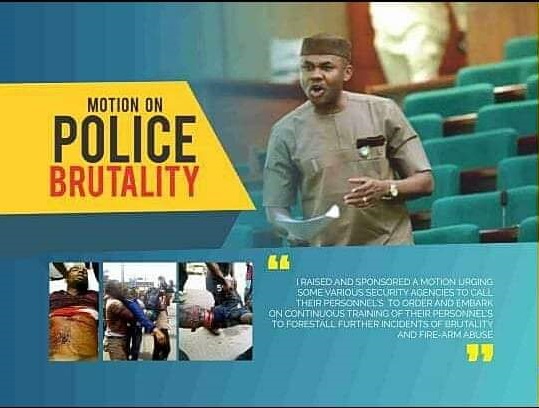 MOTION ON
POLICE
BRUTALITY
I RAISED AND SPONSORED A MOTION URGING
SOME VARIOUS SECURITY AGENCIES TO CALL
THEIR PERSONNEL'S TO ORDER AND EMBARK
ON CONTINUOUS TRAINING OF THEIR PERSONNEL'S
TO FORESTALL FURTHER INCIDENTS OF BRUTALITY
AND FIRE-ARM ABUSE